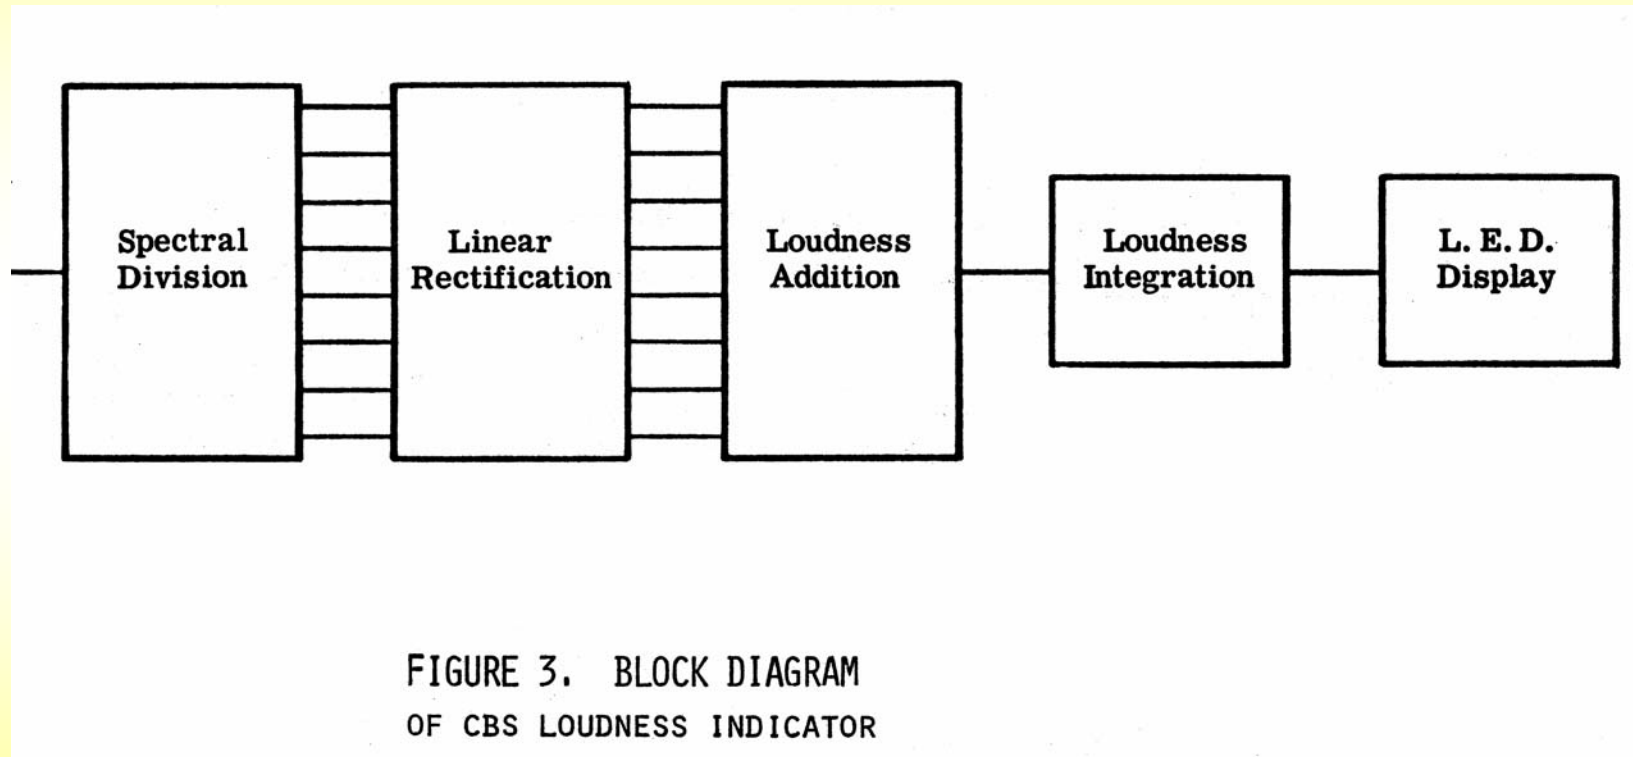 Spectral
Division
Linear
Rectification
Loudness
Addition
Loudness
Integration
L. E. D.
Display
FIGURE 3. BLOCK DIAGRAM
OF CBS LOUDNESS INDICATOR